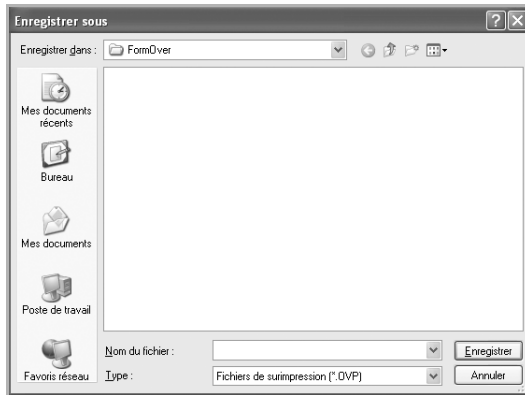 Enregistrer sous
Enregistrer dans :
FormOver
Mes documents
récents
Bureau
Mes documents
Poste de travail
Favoris réseau
Nom du fichier :
Enregistrer
Type :
Fichiers de surimpression (*.OVP)
Annuler